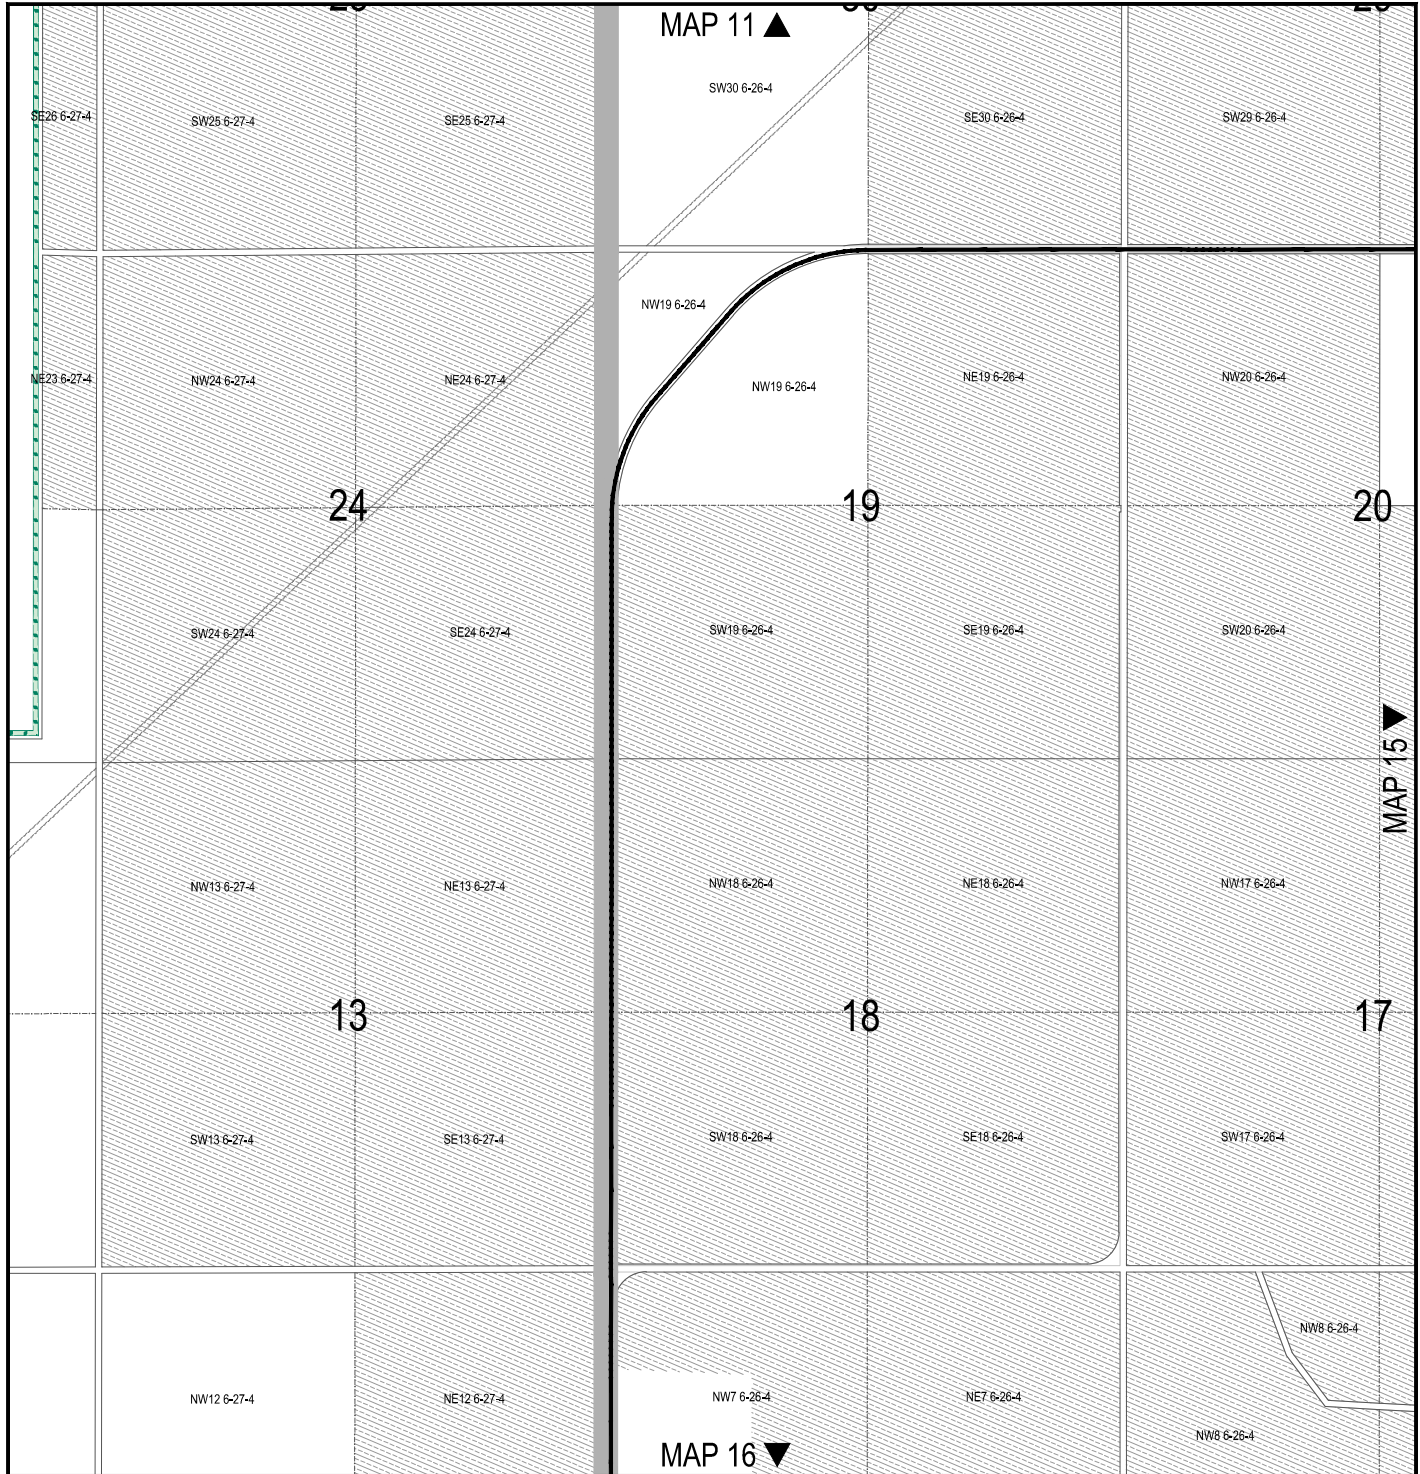 MAP 11 ▲
SW30 6-26-4
SE26 6-27-4
SW25 6-27-4
SE25 6-27-4
SE30 6-26-4
SW29 6-26-4
NW19 6-26-4
NE23 6-27-4
NW24 6-27-4
NE24 6-27-4
NW19 6-26-4
NE19 6-26-4
NW20 6-26-4
24
19
20
SW24 6-27-4
SE24 6-27-4
SW19 6-26-4
SE19 6-26-4
SW20 6-26-4
MAP 15 ▼
NW13 6-27-4
NE13 6-27-4
NW18 6-26-4
NE18 6-26-4
NW17 6-26-4
13
18
17
SW13 6-27-4
SE13 6-27-4
SW18 6-26-4
SE18 6-26-4
SW17 6-26-4
NW8 6-26-4
NW12 6-27-4
NE12 6-27-4
NW7 6-26-4
NE7 6-26-4
NW8 6-26-4
MAP 16 ▼